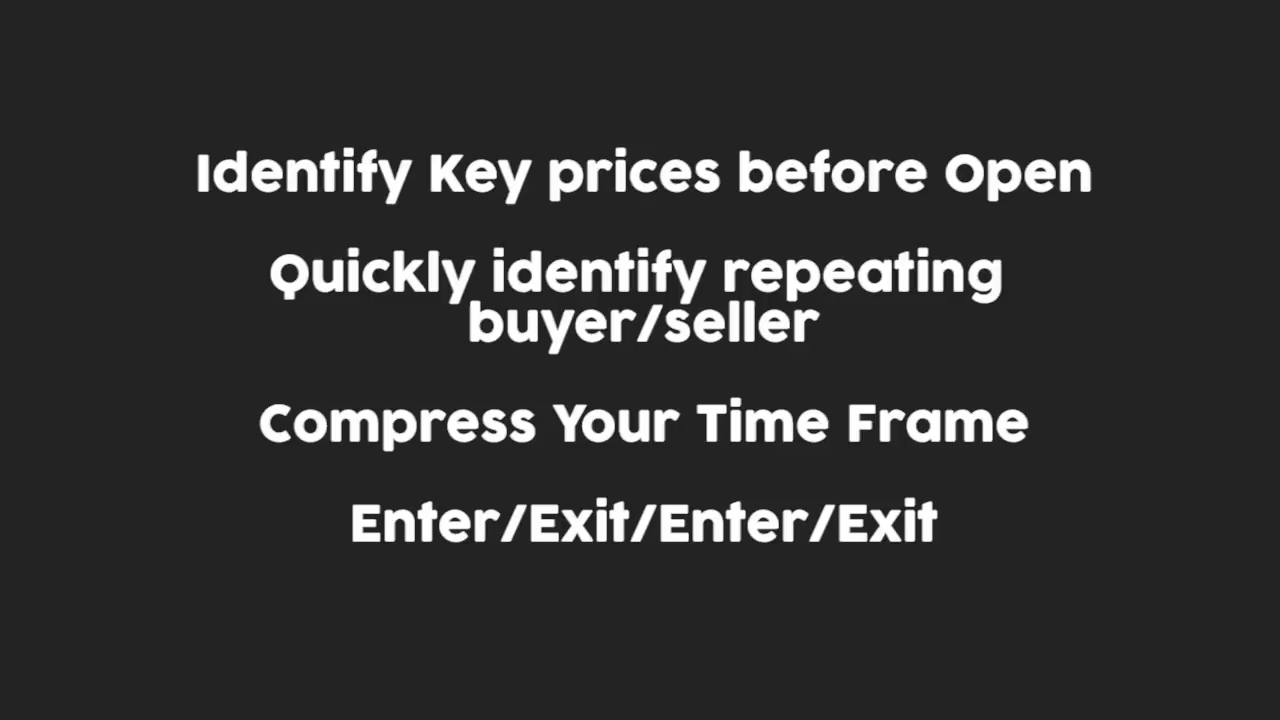 Identify Key prices before Open
Quickly identify repeating
buyer/seller
Compress Your Time Frame
Enter/Exit/Enter/Exit